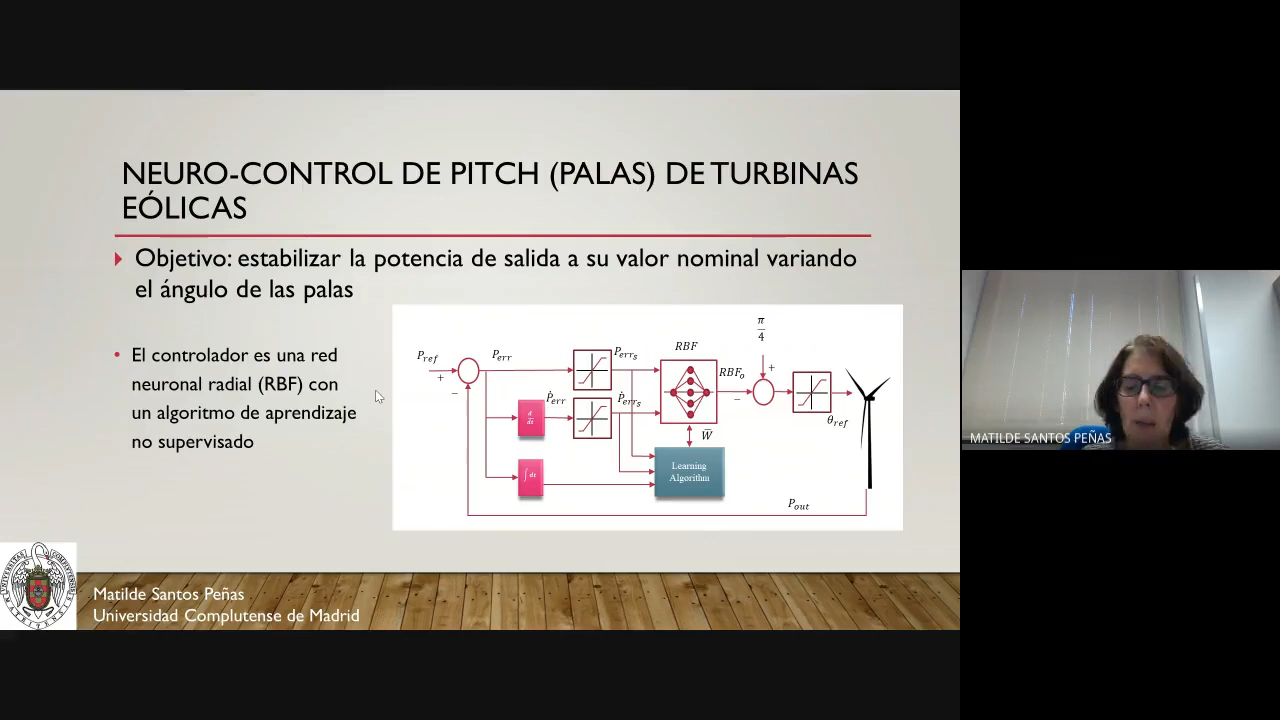 NEURO-CONTROL DE PITCH (PALAS) DE TURBINAS
EÓLICAS
Objetivo: estabilizar la potencia de salida a su valor nominal variando
el ángulo de las palas
El controlador es una red
neuronal radial (RBF) con
un algoritmo de aprendizaje
no supervisado
P_ref
+
−
P_err
Ṗ_err
d/dt
∫ dt
P_err_s
Ṗ_err_s
RBF
W̅
Learning
Algorithm
RBF_o
−
π/4
+
θ_ref
P_out
Matilde Santos Peñas
Universidad Complutense de Madrid
MATILDE SANTOS PEÑAS